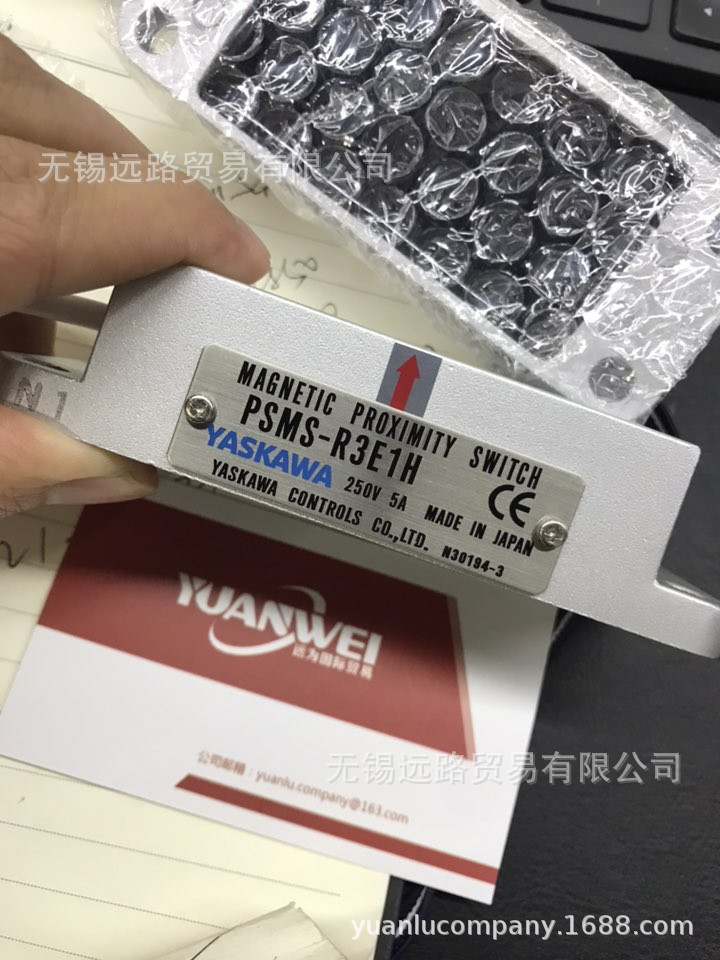 无锡远路贸易有限公司
N1
MAGNETIC PROXIMITY SWITCH
PSMS-R3E1H
YASKAWA 250V 5A MADE IN JAPAN CE
YASKAWA CONTROLS CO.,LTD. N30194-3
YUANWEI
远为国际贸易
无锡远路贸易有限公司
公司邮箱：yuanlu.company@163.com
yuanlucompany.1688.com